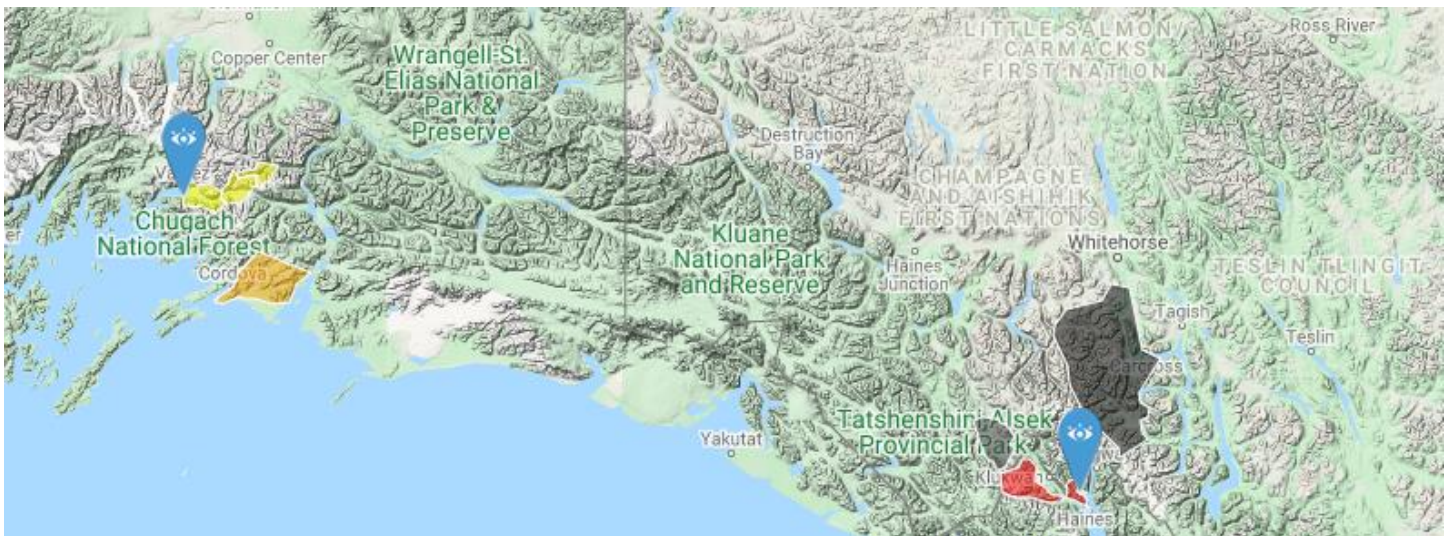 Copper Center
Wrangell-St.
Elias National
Park &
Preserve
LITTLE SALMON/
CARMACKS
FIRST NATION
Ross River
Destruction
Bay
CHAMPAGNE
AND AISHIHIK
FIRST NATIONS
Chugach
National Forest
Cordova
Kluane
National Park
and Reserve
Haines
Junction
Whitehorse
TESLIN TLINGIT
COUNCIL
Tagish
Teslin
Carcross
Tatshenshini-Alsek
Provincial Park
Yakutat
Klukwan
Haines